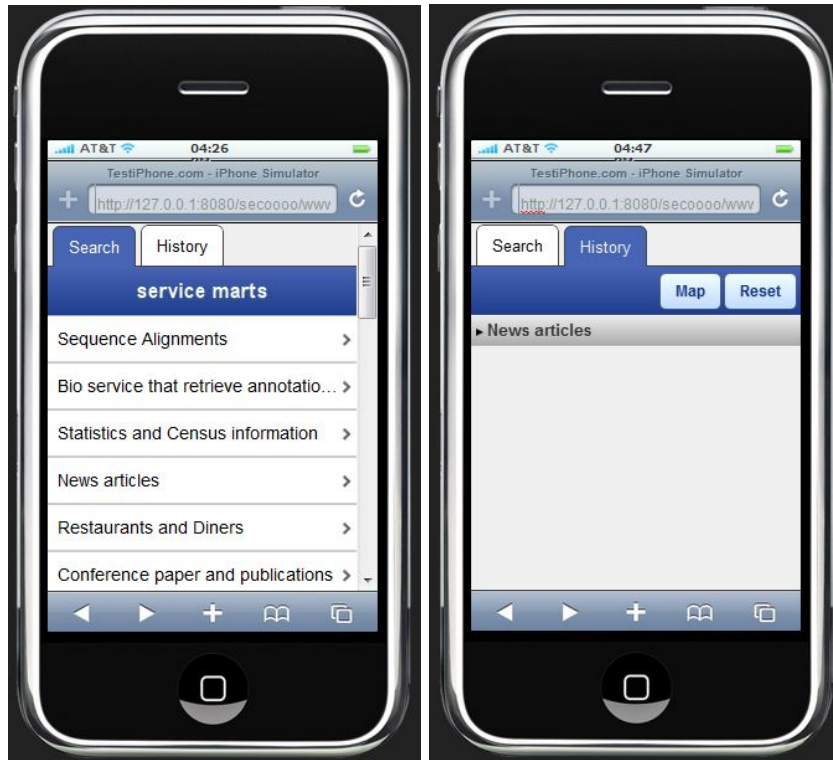 AT&T 04:26
TestiPhone.com - iPhone Simulator
http://127.0.0.1:8080/secoooo/www
Search History
service marts
Sequence Alignments
Bio service that retrieve annotatio...
Statistics and Census information
News articles
Restaurants and Diners
Conference paper and publications
AT&T 04:47
TestiPhone.com - iPhone Simulator
http://127.0.0.1:8080/secoooo/www
Search History
Map Reset
News articles